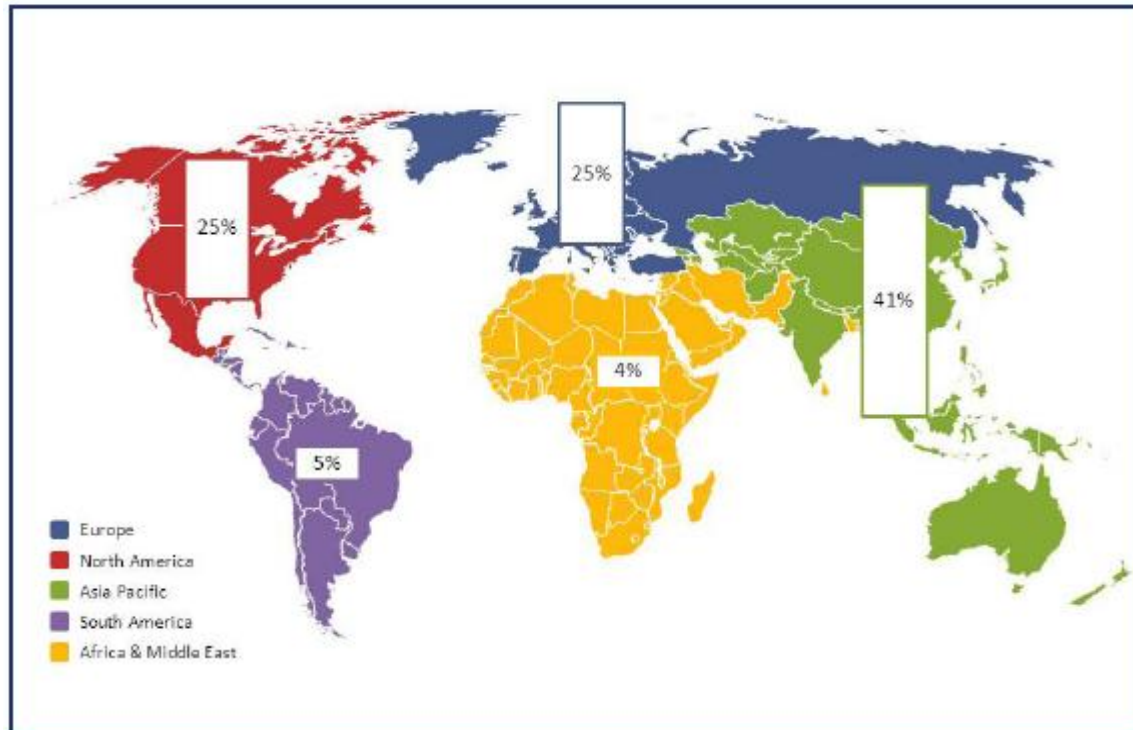 25%
25%
41%
4%
5%
Europe
North America
Asia Pacific
South America
Africa & Middle East